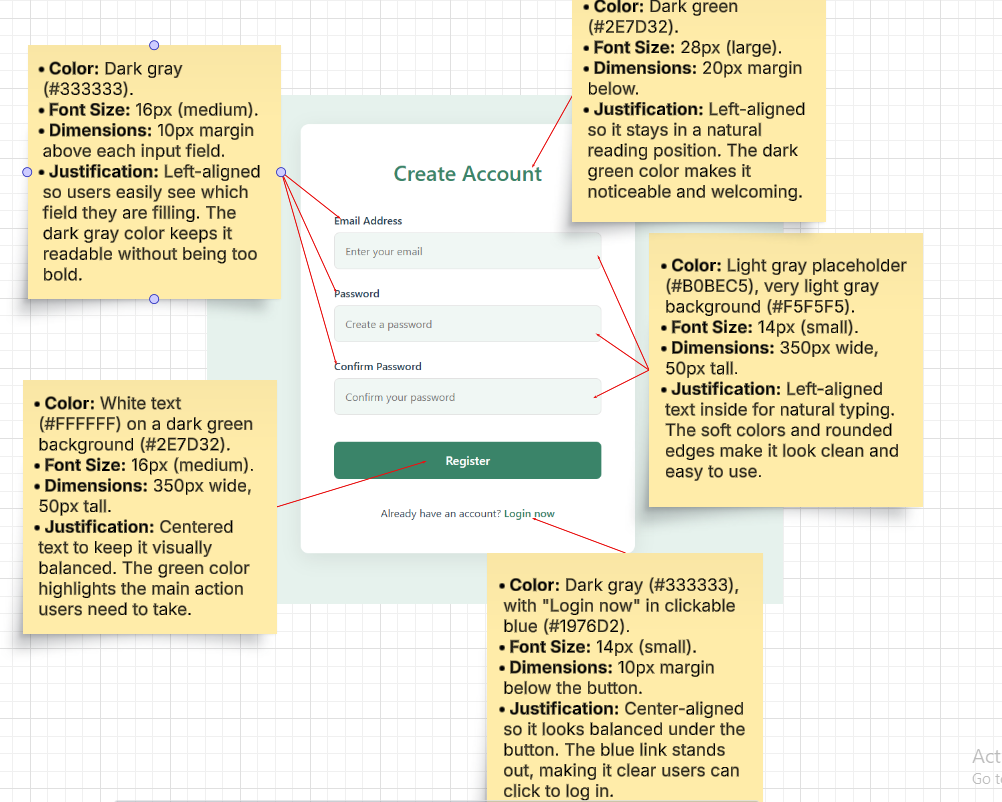 • Color: Dark gray
(#333333).
• Font Size: 16px (medium).
• Dimensions: 10px margin
above each input field.
• Justification: Left-aligned
so users easily see which
field they are filling. The
dark gray color keeps it
readable without being too
bold.
• Color: Dark green
(#2E7D32).
• Font Size: 28px (large).
• Dimensions: 20px margin
below.
• Justification: Left-aligned
so it stays in a natural
reading position. The dark
green color makes it
noticeable and welcoming.
Create Account
Email Address
Enter your email
Password
Create a password
Confirm Password
Confirm your password
Register
Already have an account? Login now
• Color: Light gray placeholder
(#B0BEC5), very light gray
background (#F5F5F5).
• Font Size: 14px (small).
• Dimensions: 350px wide,
50px tall.
• Justification: Left-aligned
text inside for natural typing.
The soft colors and rounded
edges make it look clean and
easy to use.
• Color: White text
(#FFFFFF) on a dark green
background (#2E7D32).
• Font Size: 16px (medium).
• Dimensions: 350px wide,
50px tall.
• Justification: Centered
text to keep it visually
balanced. The green color
highlights the main action
users need to take.
• Color: Dark gray (#333333),
with "Login now" in clickable
blue (#1976D2).
• Font Size: 14px (small).
• Dimensions: 10px margin
below the button.
• Justification: Center-aligned
so it looks balanced under the
button. The blue link stands
out, making it clear users can
click to log in.
Act
Go to